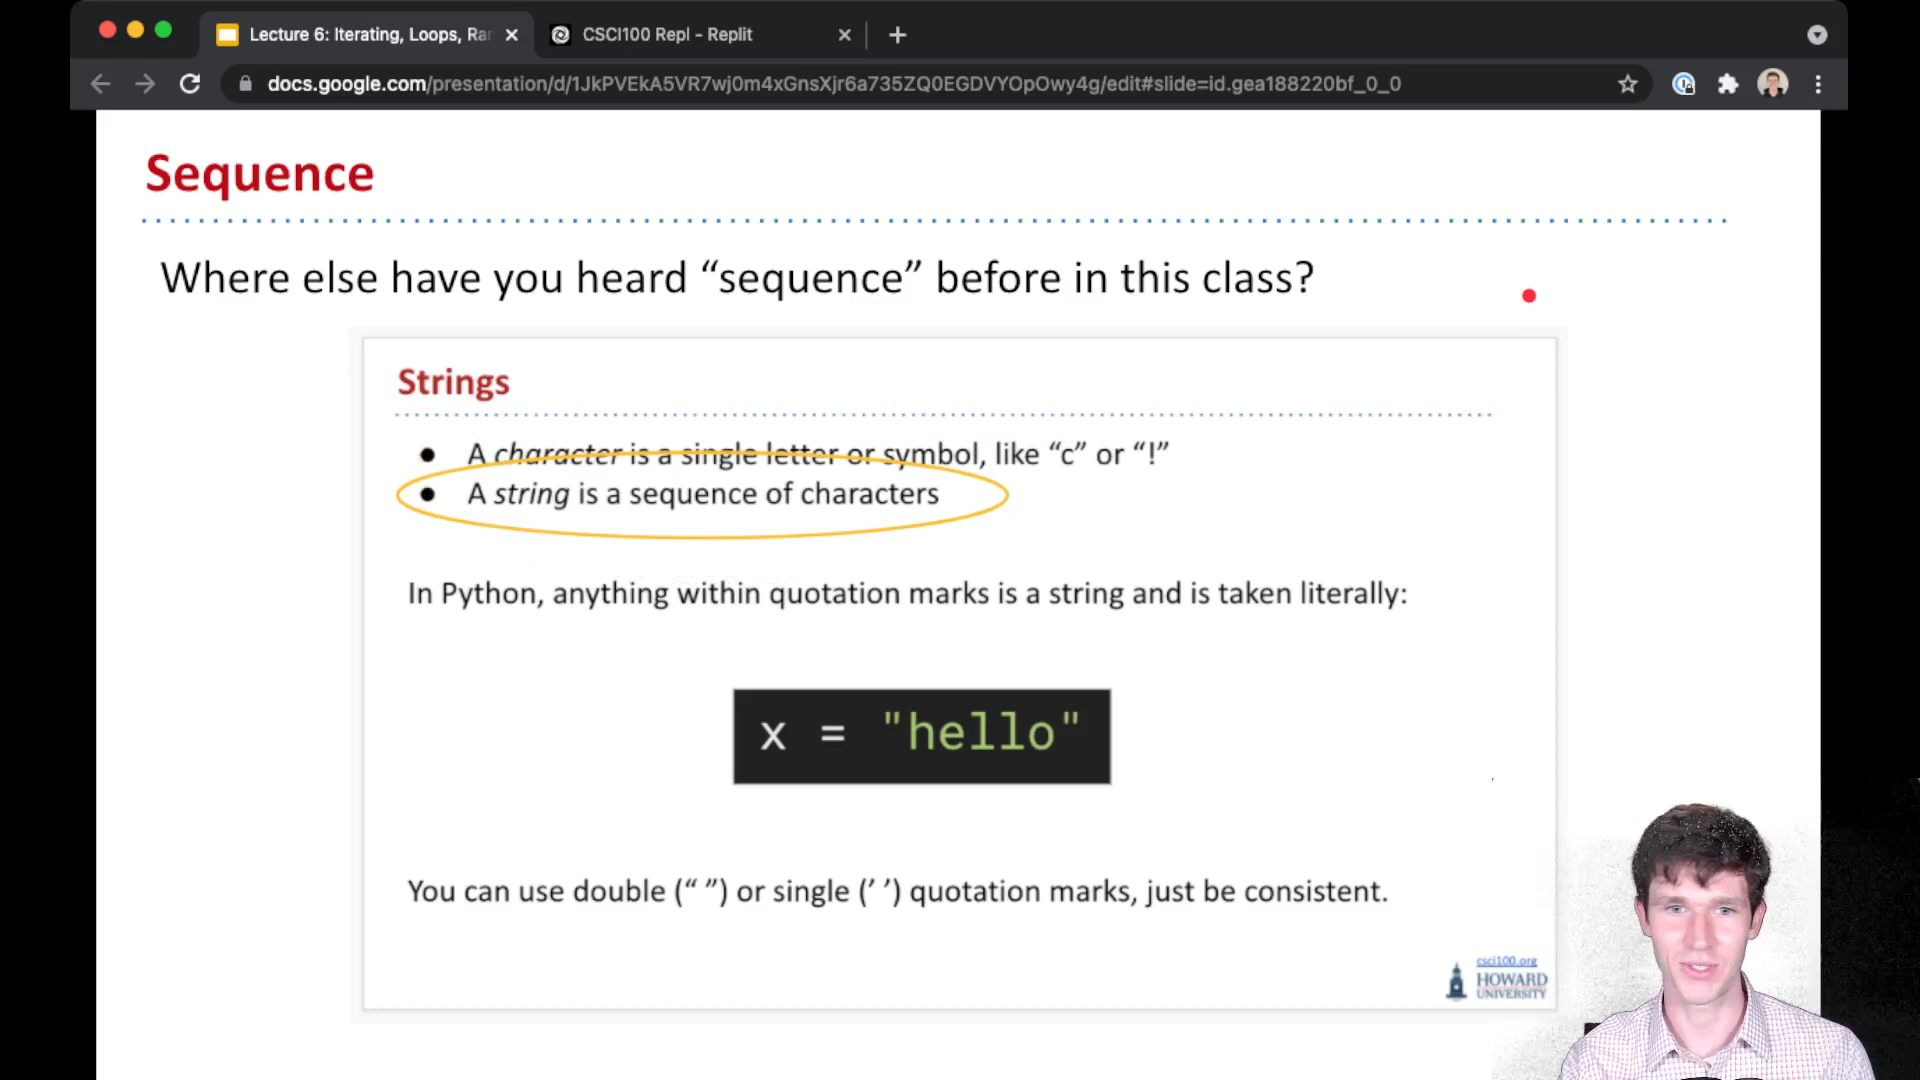 Lecture 6: Iterating, Loops, Ra
CSCI100 Repl - Replit
docs.google.com/presentation/d/1JkPVEkA5VR7wj0m4xGnsXjr6a735ZQ0EGDVYOpOwy4g/edit#slide=id.gea188220bf_0_0
Sequence
Where else have you heard “sequence” before in this class?
Strings
● A character is a single letter or symbol, like “c” or “!”
● A string is a sequence of characters
In Python, anything within quotation marks is a string and is taken literally:
x = "hello"
You can use double (“ ”) or single (‘ ’) quotation marks, just be consistent.
csci100.org
HOWARD
UNIVERSITY